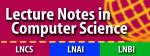 Lecture Notes in
Computer Science
LNCS LNAI LNBI